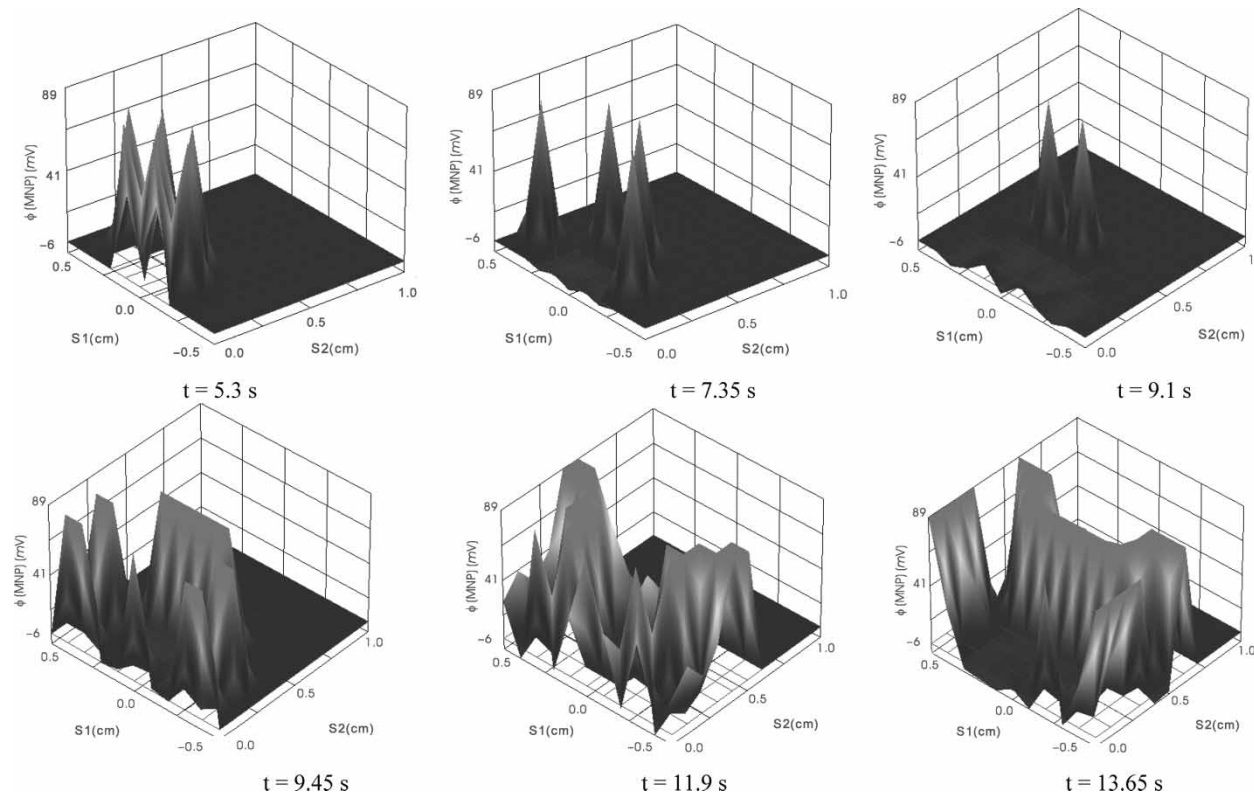 89
41
−6
ϕ (MNP) (mV)
0.5
0.0
−0.5
S1(cm)
0.0
0.5
1.0
S2(cm)
t = 5.3 s
89
41
−6
ϕ (MNP) (mV)
0.5
0.0
−0.5
S1(cm)
0.0
0.5
1.0
S2(cm)
t = 7.35 s
89
41
−6
ϕ (MNP) (mV)
0.5
0.0
−0.5
S1(cm)
0.0
0.5
1.
S2(cm)
t = 9.1 s
89
41
−6
ϕ (MNP) (mV)
0.5
0.0
−0.5
S1(cm)
0.0
0.5
1.0
S2(cm)
t = 9.45 s
89
41
−6
ϕ (MNP) (mV)
0.5
0.0
−0.5
S1(cm)
0.0
0.5
1.0
S2(cm)
t = 11.9 s
89
41
−6
ϕ (MNP) (mV)
0.5
0.0
−0.5
S1(cm)
0.0
0.5
1.0
S2(cm)
t = 13.65 s